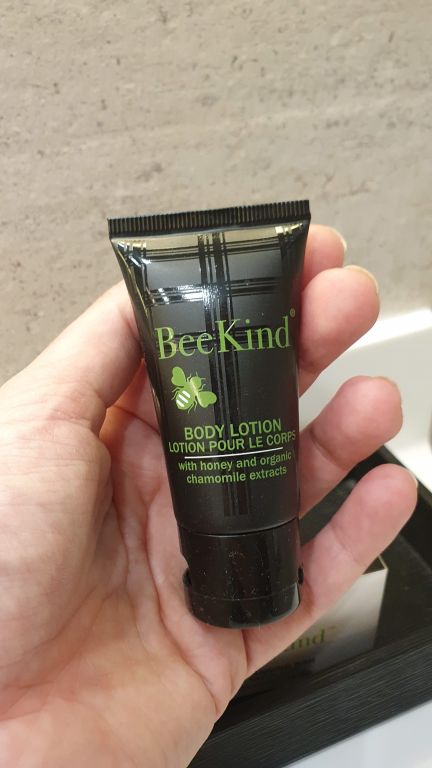 BeeKind®
BODY LOTION
LOTION POUR LE CORPS
with honey and organic
chamomile extracts